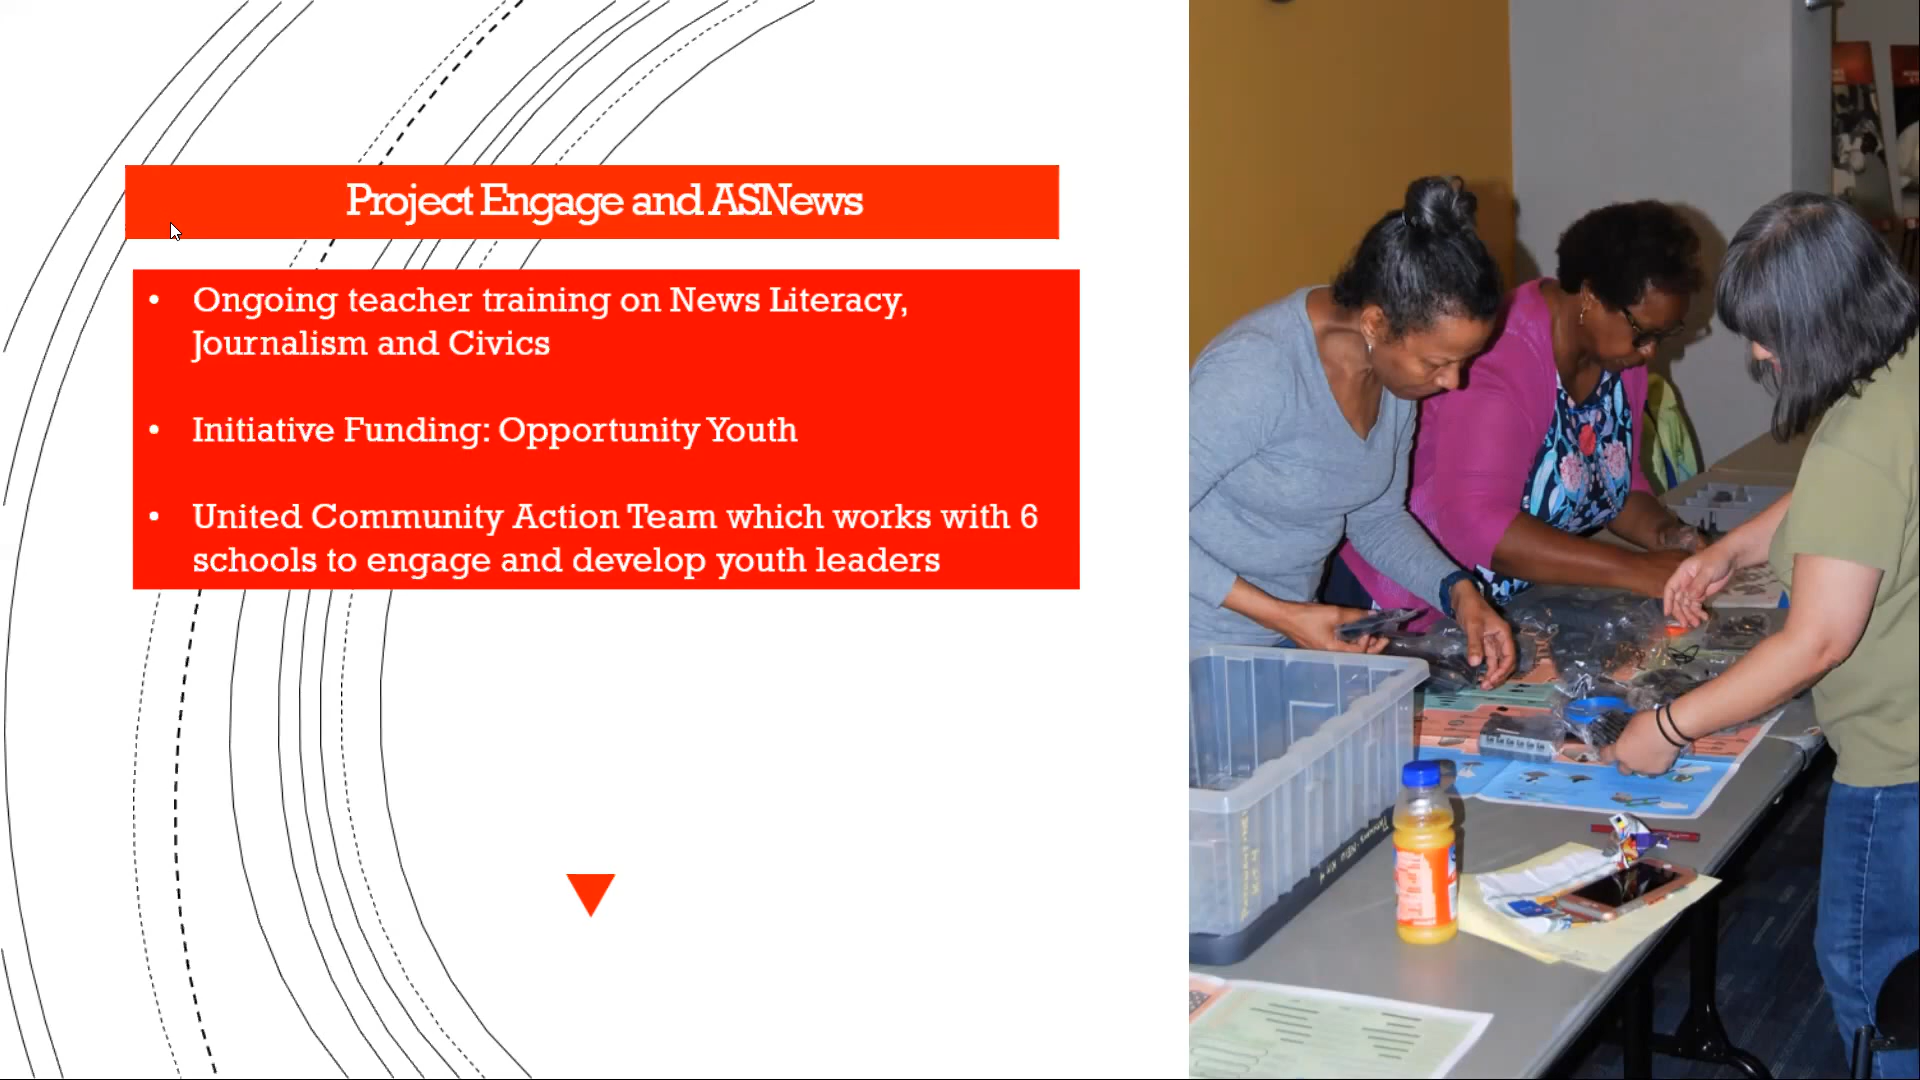 Project Engage and ASNews
• Ongoing teacher training on News Literacy,
Journalism and Civics
• Initiative Funding: Opportunity Youth
• United Community Action Team which works with 6
schools to engage and develop youth leaders